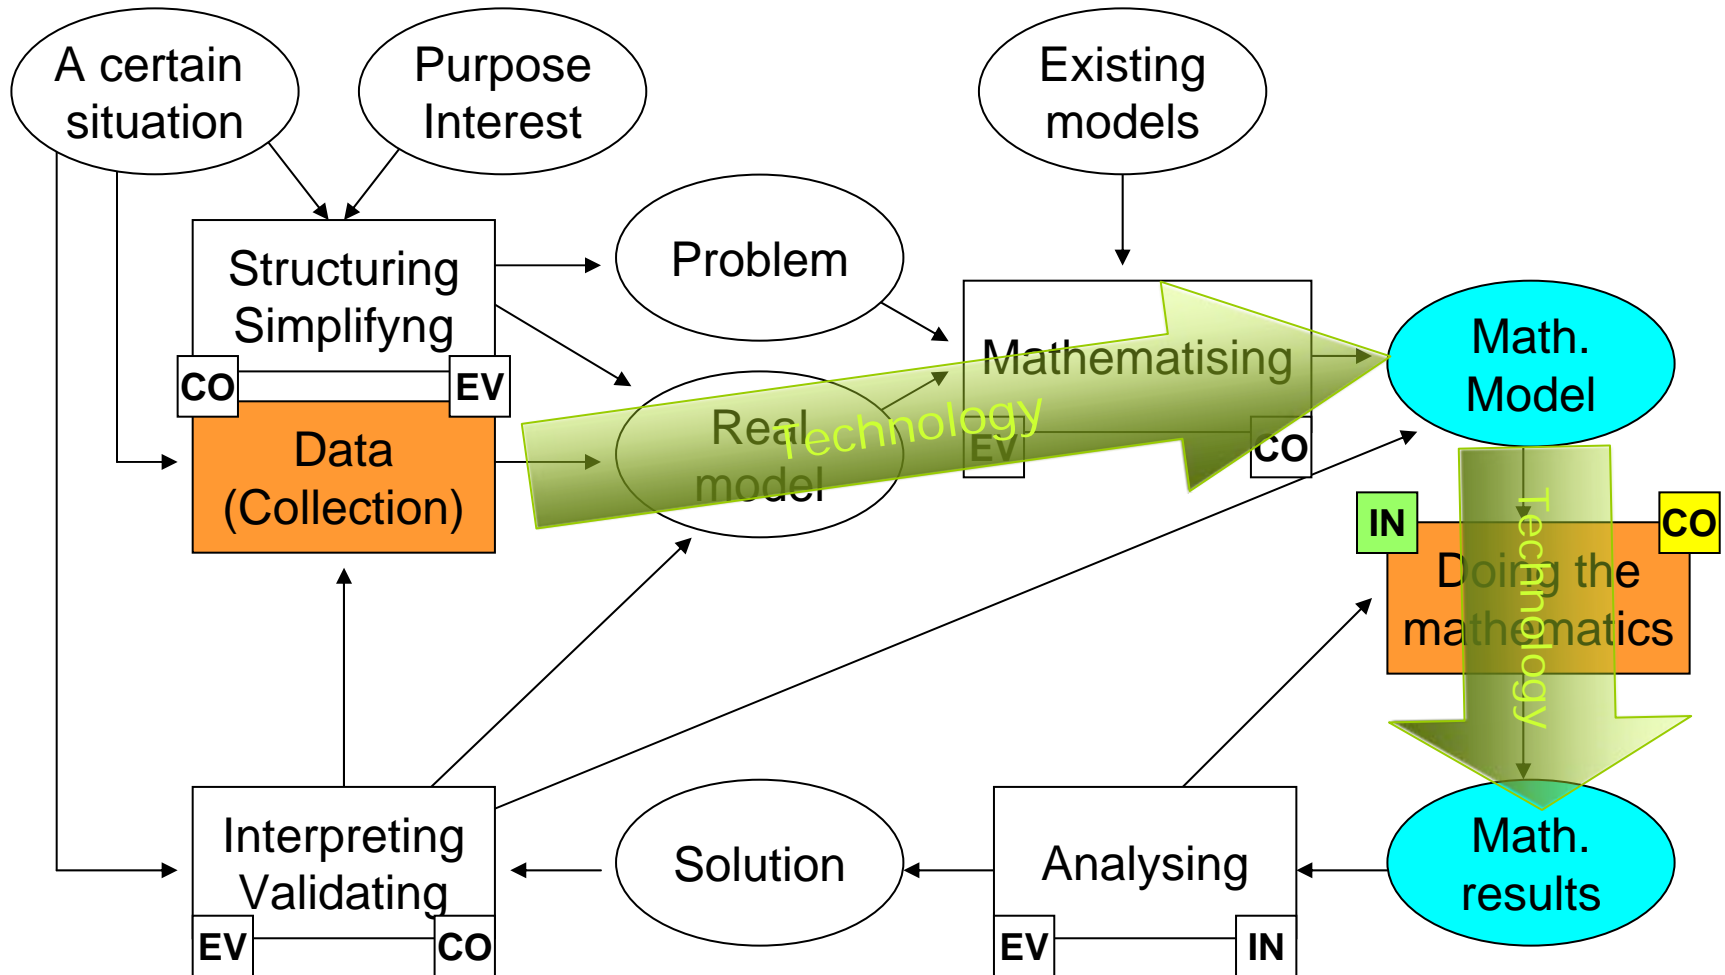 A certain
situation
Purpose
Interest
Existing
models
Structuring
Simplifyng
CO
EV
Data
(Collection)
Problem
Real
model
Technology
Mathematising
EV
CO
Math.
Model
IN
CO
Doing the
mathematics
Technology
Interpreting
Validating
EV
CO
Solution
Analysing
EV
IN
Math.
results